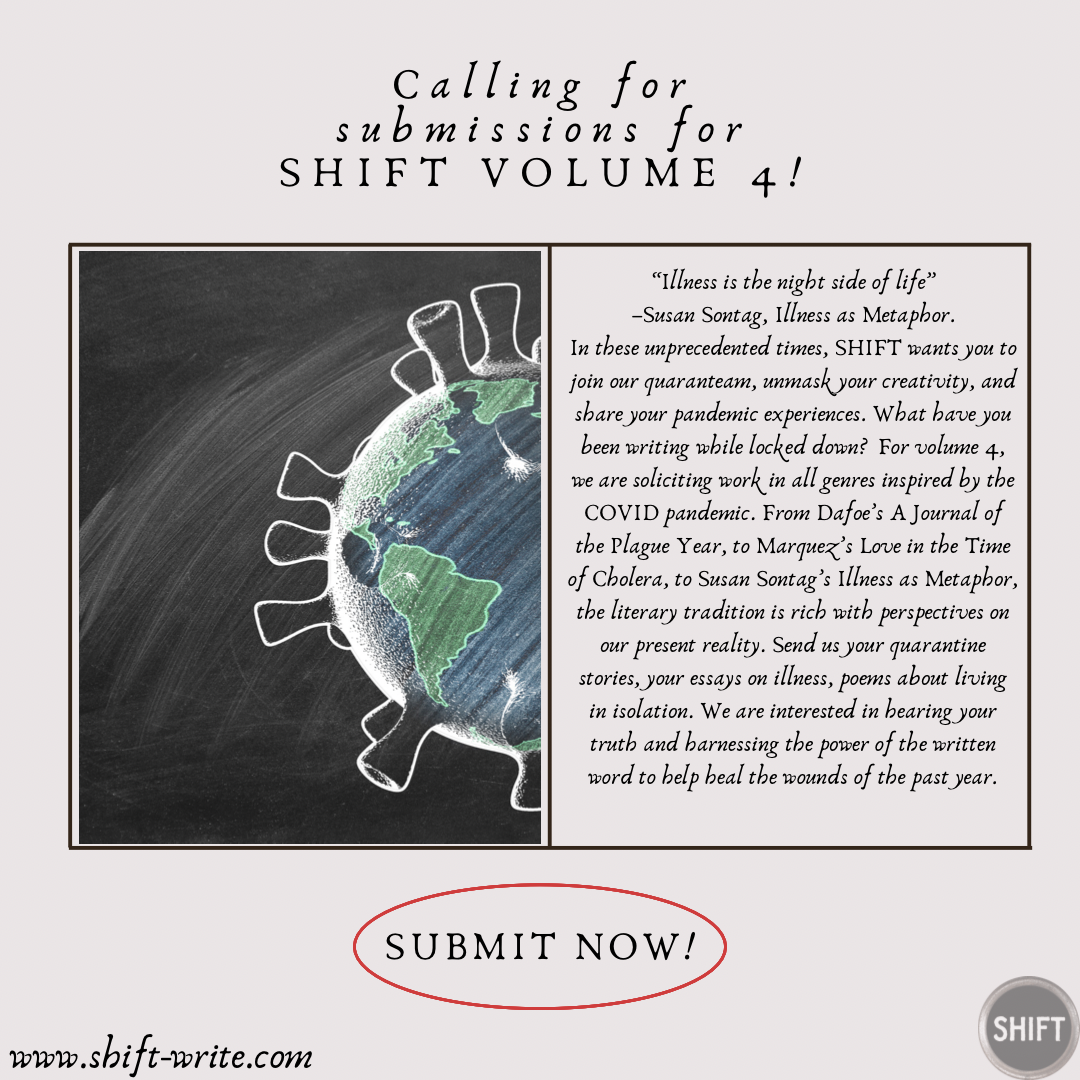 Calling for
submissions for
SHIFT VOLUME 4!
“Illness is the night side of life”
–Susan Sontag, Illness as Metaphor.
In these unprecedented times, SHIFT wants you to
join our quaranteam, unmask your creativity, and
share your pandemic experiences. What have you
been writing while locked down?  For volume 4,
we are soliciting work in all genres inspired by the
COVID pandemic. From Dafoe’s A Journal of
the Plague Year, to Marquez’s Love in the Time
of Cholera, to Susan Sontag’s Illness as Metaphor,
the literary tradition is rich with perspectives on
our present reality. Send us your quarantine
stories, your essays on illness, poems about living
in isolation. We are interested in hearing your
truth and harnessing the power of the written
word to help heal the wounds of the past year.
SUBMIT NOW!
SHIFT
www.shift-write.com